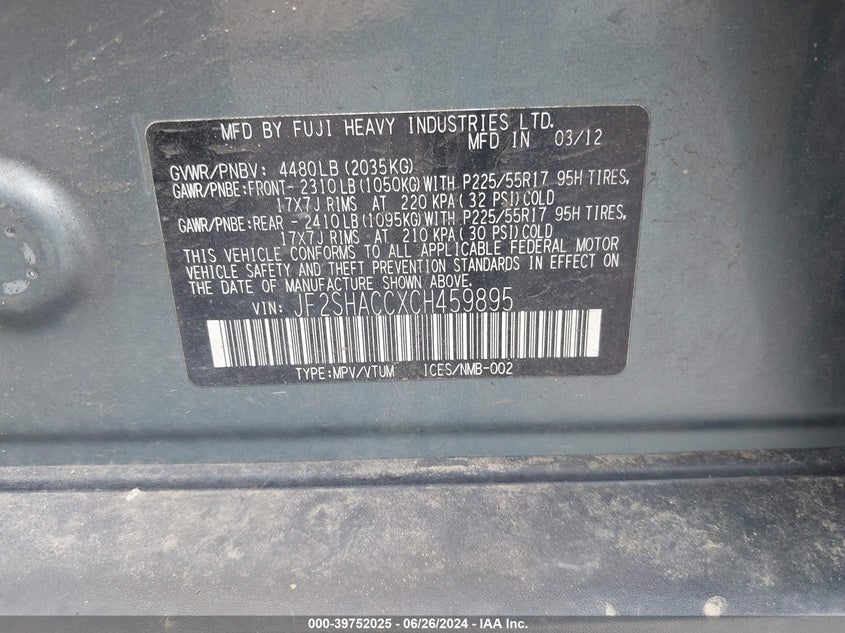 MFD BY FUJI HEAVY INDUSTRIES LTD.
MFD IN 03/12
GVWR/PNBV: 4480LB(2035KG)
GAWR/PNBE:FRONT- 2310LB(1050KG)WITH P225/55R17 95H TIRES,
17X7J RIMS AT 220 KPA( 32 PSI)COLD
GAWR/PNBE:REAR - 2410LB(1095KG)WITH P225/55R17 95H TIRES,
17X7J RIMS AT 210 KPA( 30 PSI)COLD
THIS VEHICLE CONFORMS TO ALL APPLICABLE FEDERAL MOTOR
VEHICLE SAFETY AND THEFT PREVENTION STANDARDS IN EFFECT ON
THE DATE OF MANUFACTURE SHOWN ABOVE.
VIN: JF2SHACCXCH459895
TYPE:MPV/VTUM ICES/NMB-002
000-39752025 - 06/26/2024 - IAA Inc.